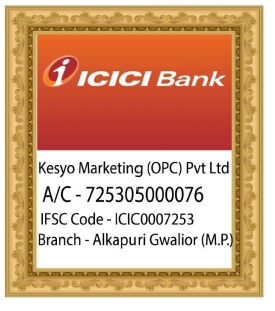 i ICICI Bank
Kesyo Marketing (OPC) Pvt Ltd
A/C - 725305000076
IFSC Code - ICIC0007253
Branch - Alkapuri Gwalior (M.P.)